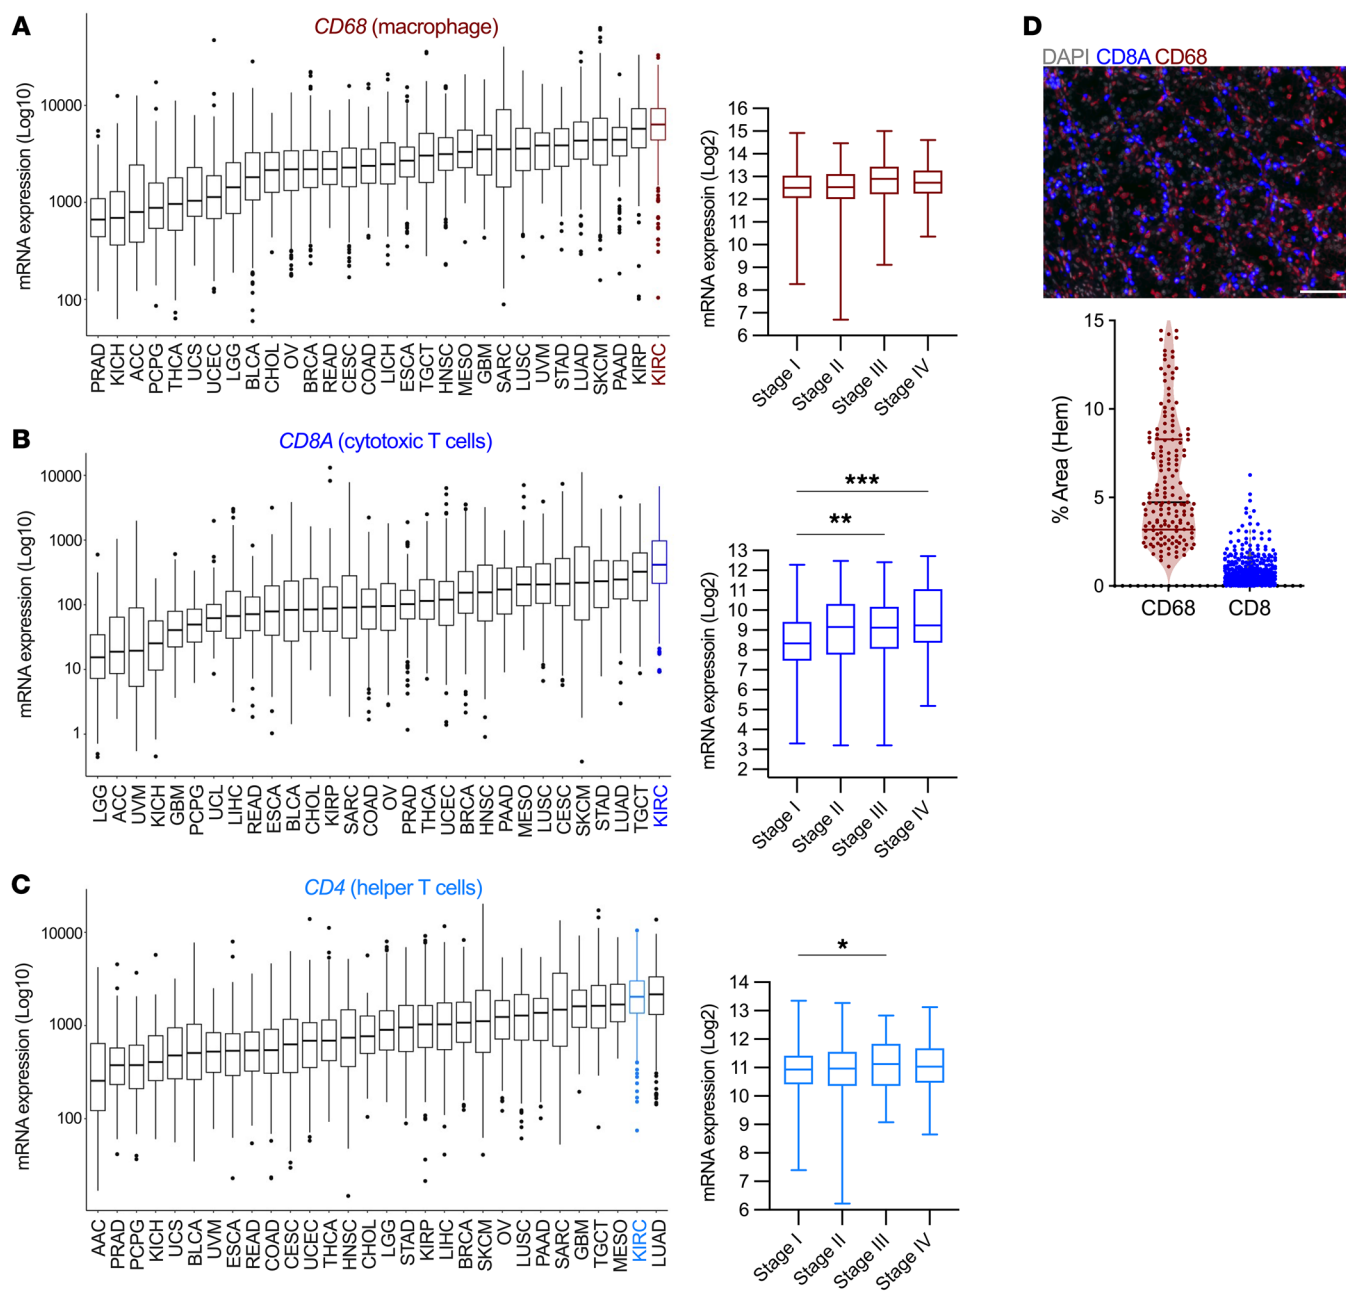 A
CD68 (macrophage)
mRNA expression (Log10)
10000
1000
100
PRAD KICH ACC PCPG THCA UCS UCEC LGG BLCA CHOL OV BRCA READ CESC COAD LICH ESCA TGCT HNSC MESO GBM SARC LUSC UVM STAD LUAD SKCM PAAD KIRP KIRC
mRNA expressoin (Log2)
16
15
14
13
12
11
10
9
8
7
6
Stage I Stage II Stage III Stage IV
B
CD8A (cytotoxic T cells)
mRNA expression (Log10)
10000
1000
100
10
1
LGG ACC UVM KICH GBM PCPG UCL LIHC READ ESCA BLCA CHOL KIRP SARC COAD OV PRAD THCA UCEC BRCA HNSC PAAD MESO LUSC CESC SKCM STAD LUAD TGCT KIRC
***
**
mRNA expressoin (Log2)
13
12
11
10
9
8
7
6
5
4
3
2
Stage I Stage II Stage III Stage IV
C
CD4 (helper T cells)
mRNA expression (Log10)
10000
1000
100
AAC PRAD PCPG KICH UCS BLCA UVM ESCA READ COAD CESC UCEC THCA HNSC CHOL LGG STAD KIRP LIHC BRCA SKCM OV LUSC PAAD SARC GBM TGCT MESO KIRC LUAD
*
mRNA expression (Log2)
14
13
12
11
10
9
8
7
6
Stage I Stage II Stage III Stage IV
D
DAPI CD8A CD68
% Area (Hem)
15
10
5
0
CD68 CD8